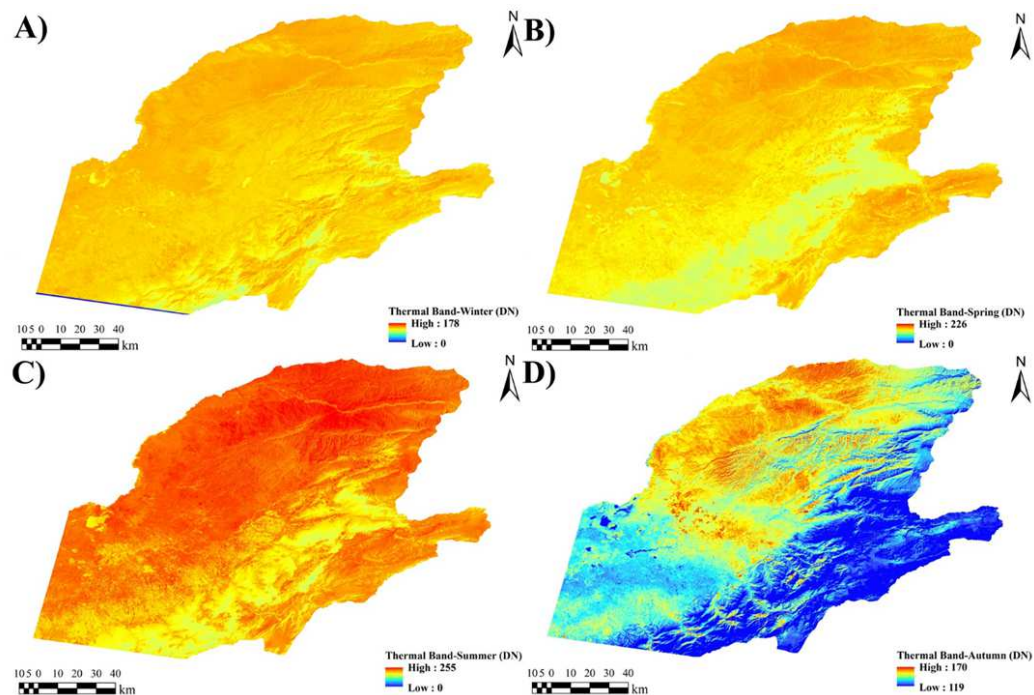 A)
N
Thermal Band-Winter (DN)
High : 178
Low : 0
10 5 0 10 20 30 40
km
B)
N
Thermal Band-Spring (DN)
High : 226
Low : 0
10 5 0 10 20 30 40
km
C)
N
Thermal Band-Summer (DN)
High : 255
Low : 0
10 5 0 10 20 30 40
km
D)
N
Thermal Band-Autumn (DN)
High : 170
Low : 119
10 5 0 10 20 30 40
km